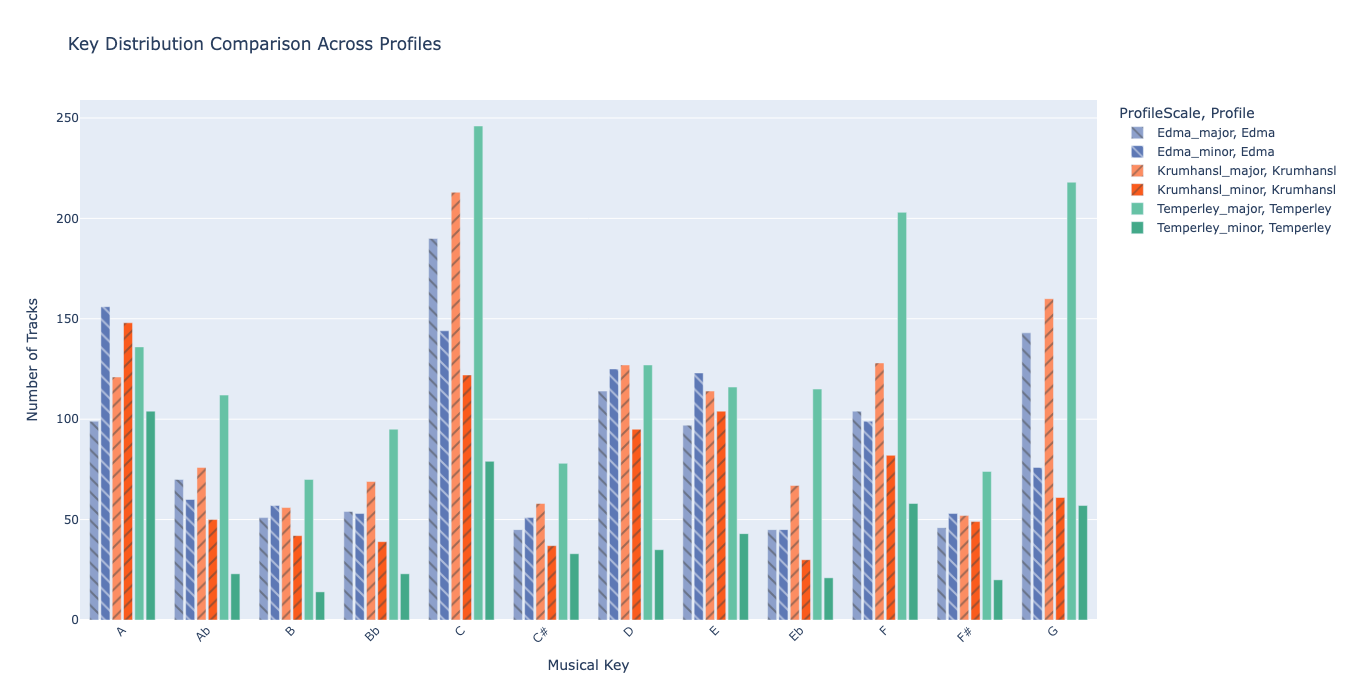 Key Distribution Comparison Across Profiles
ProfileScale, Profile
Edma_major, Edma
Edma_minor, Edma
Krumhansl_major, Krumhansl
Krumhansl_minor, Krumhansl
Temperley_major, Temperley
Temperley_minor, Temperley
Number of Tracks
250
200
150
100
50
0
A
Ab
B
Bb
C
C#
D
E
Eb
F
F#
G
Musical Key